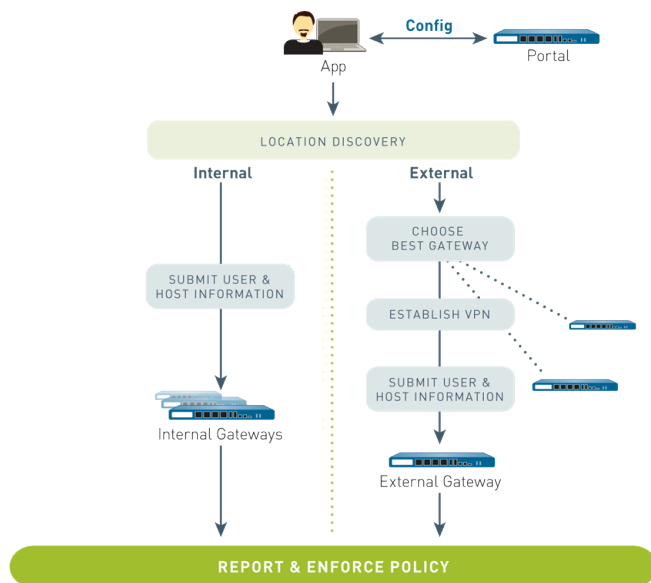 Config
App
Portal
LOCATION DISCOVERY
Internal
External
CHOOSE
BEST GATEWAY
SUBMIT USER &
HOST INFORMATION
ESTABLISH VPN
SUBMIT USER &
HOST INFORMATION
Internal Gateways
External Gateway
REPORT & ENFORCE POLICY